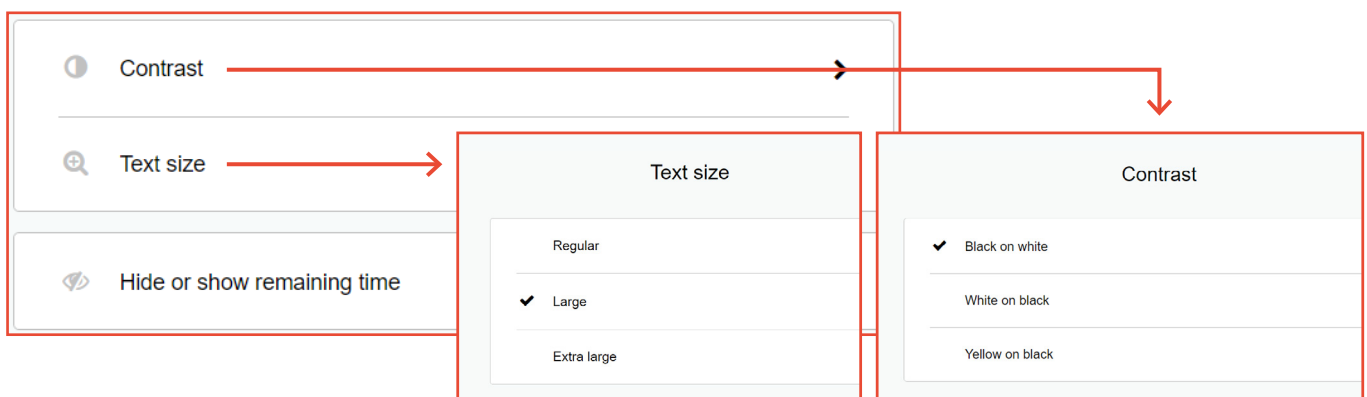 Contrast
Text size
Hide or show remaining time
Text size
Regular
Large
Extra large
Contrast
Black on white
White on black
Yellow on black